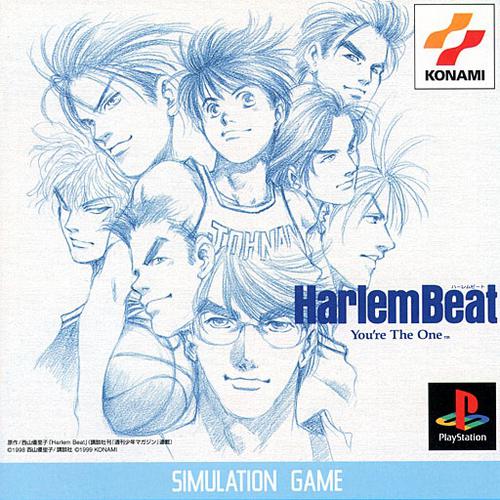 KONAMI
TOHNAN
ハーレムビート
HarlemBeat
You're The One™
PlayStation
原作/西山優里子「Harlem Beat」(講談社刊「週刊少年マガジン」連載)
©1998 西山優里子/講談社 ©1999 KONAMI
SIMULATION GAME